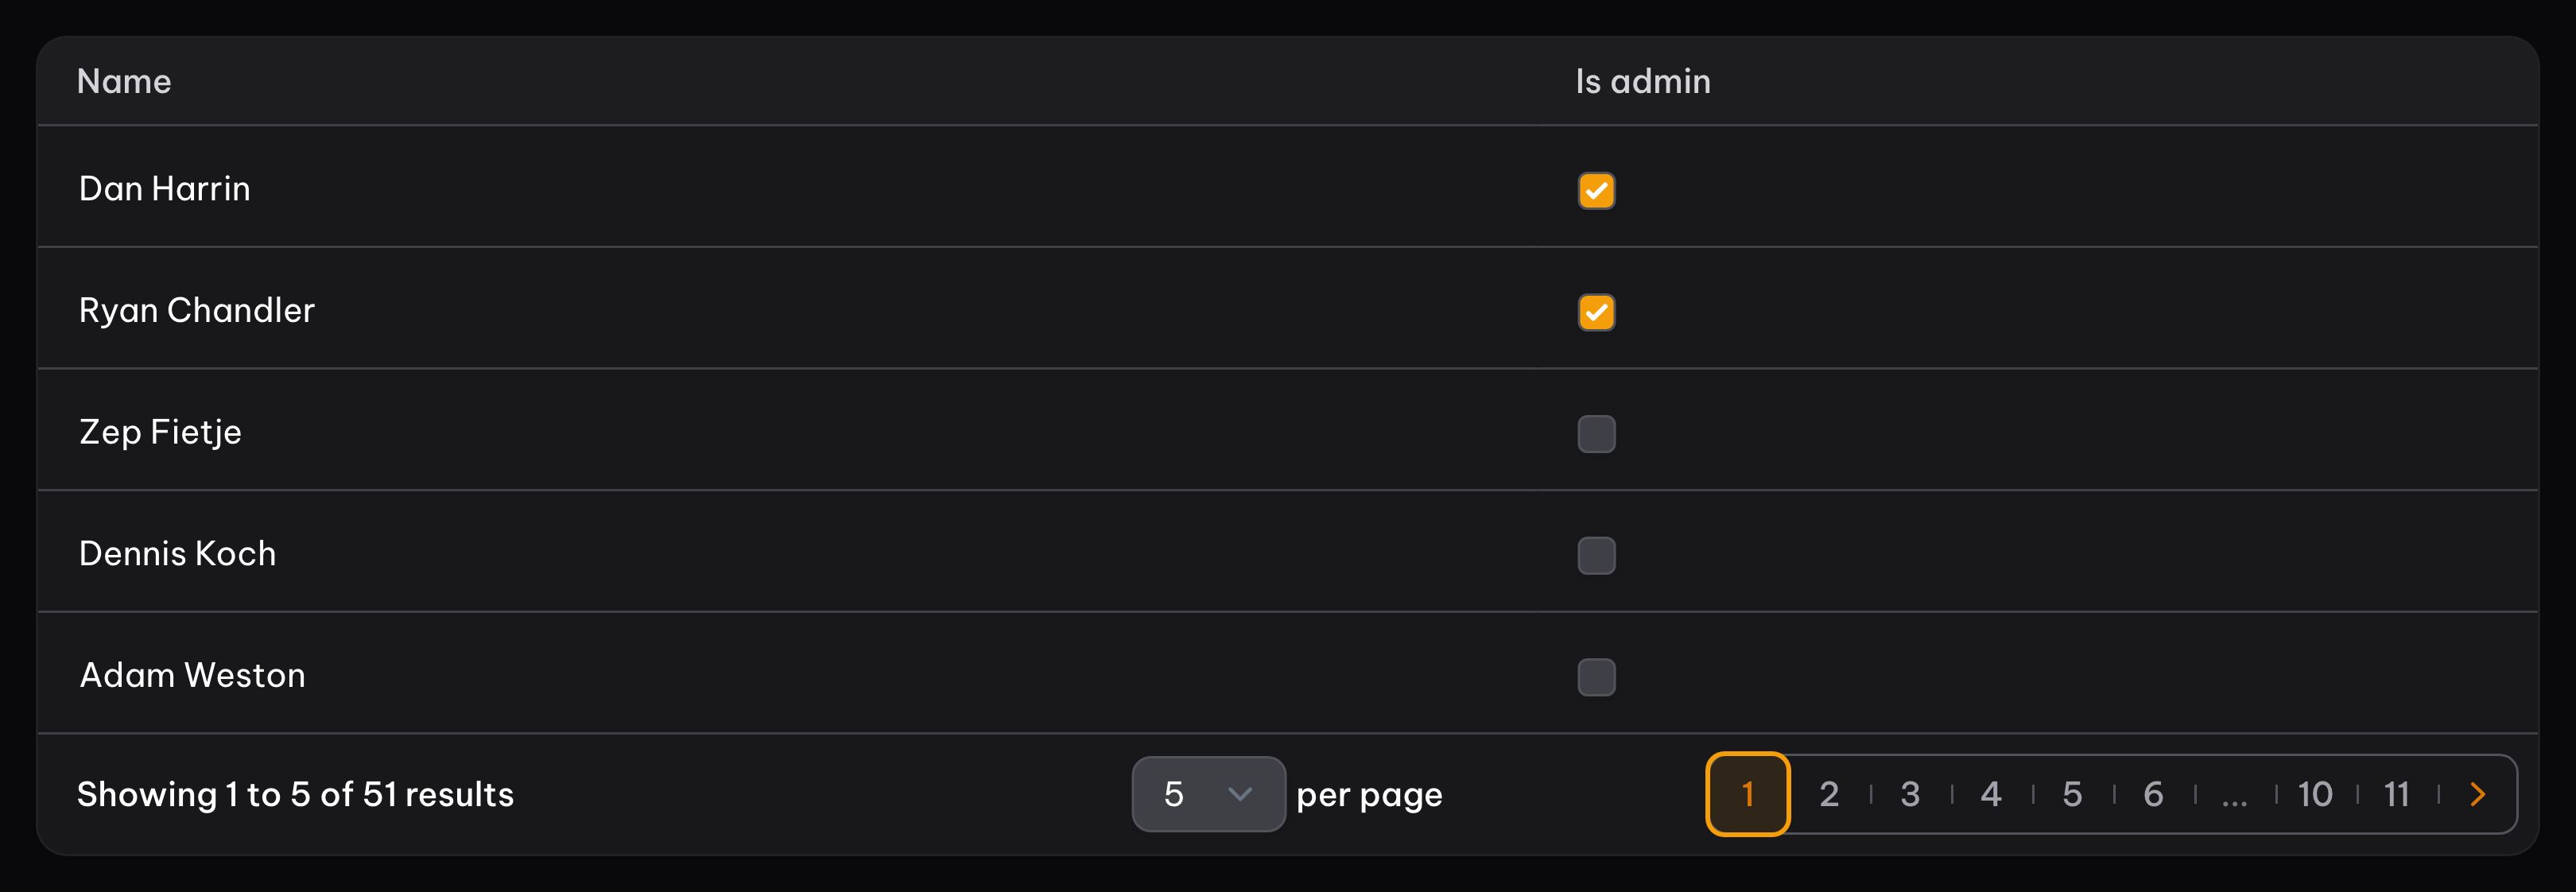 Name Is admin
Dan Harrin
Ryan Chandler
Zep Fietje
Dennis Koch
Adam Weston
Showing 1 to 5 of 51 results 5 per page 1 2 3 4 5 6 ... 10 11